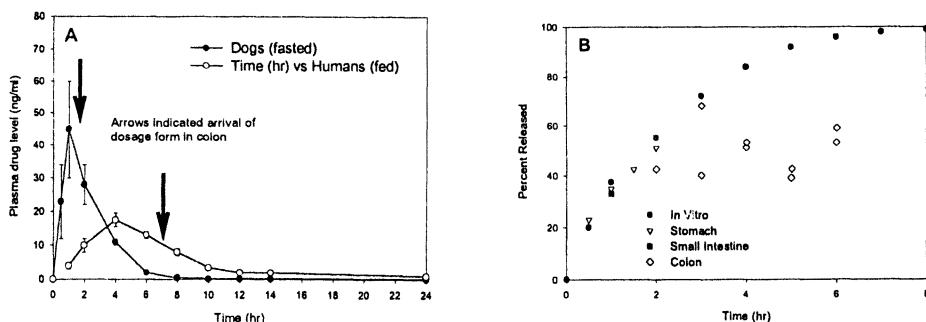 A
Dogs (fasted)
Time (hr) vs Humans (fed)
Arrows indicated arrival of
dosage form in colon
Plasma drug level (ng/ml)
80
70
60
50
40
30
20
10
0
0 2 4 6 8 10 12 14 16 18 20 22 24
Time (hr)
B
Percent Released
100
80
60
40
20
0
In Vitro
Stomach
Small Intestine
Colon
0 2 4 6 8
Time (hr)